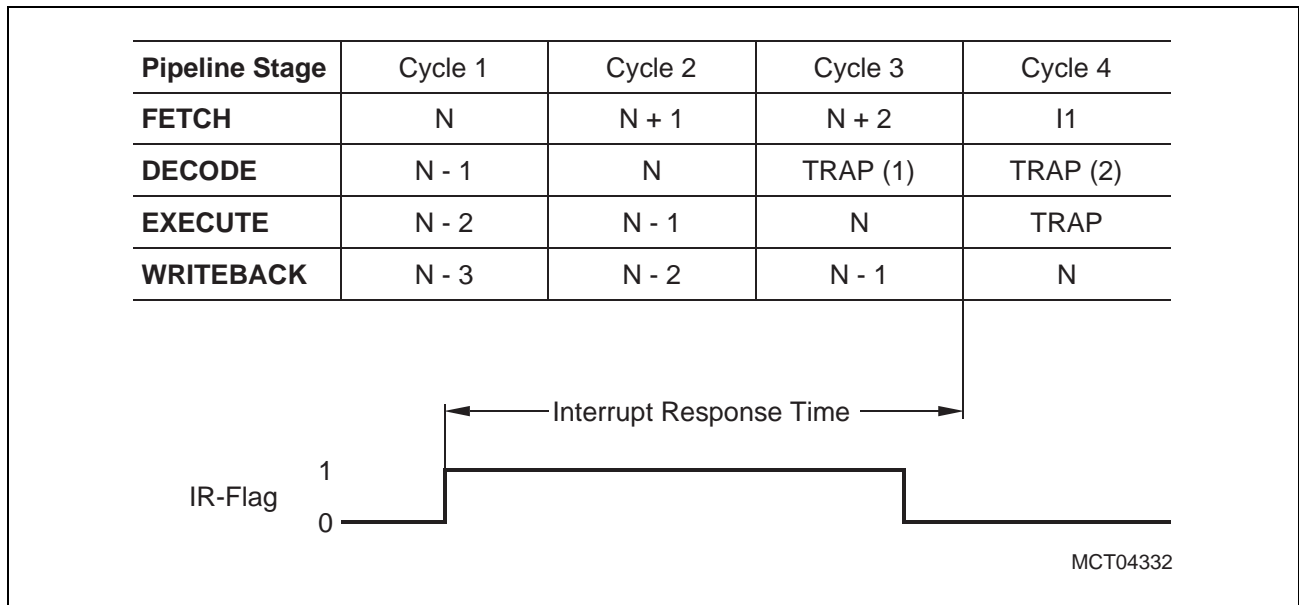 Pipeline Stage Cycle 1 Cycle 2 Cycle 3 Cycle 4
FETCH N N + 1 N + 2 I1
DECODE N - 1 N TRAP (1) TRAP (2)
EXECUTE N - 2 N - 1 N TRAP
WRITEBACK N - 3 N - 2 N - 1 N
Interrupt Response Time
1
IR-Flag
0
MCT04332